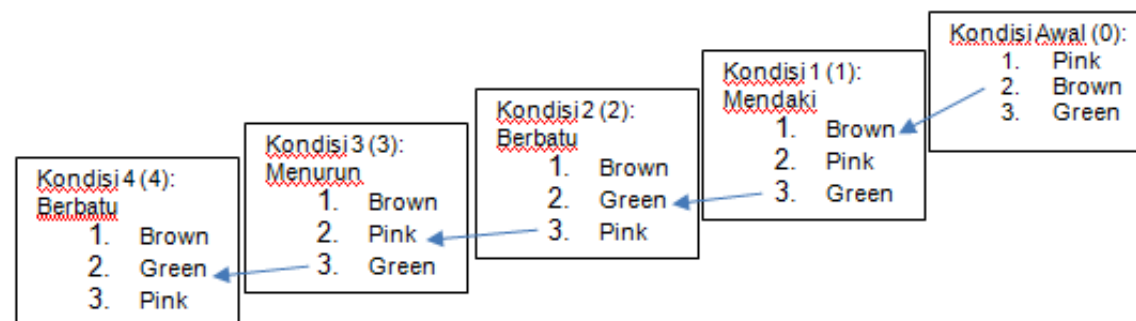 Kondisi Awal (0):
1. Pink
2. Brown
3. Green
Kondisi 1 (1):
Mendaki
1. Brown
2. Pink
3. Green
Kondisi 2 (2):
Berbatu
1. Brown
2. Green
3. Pink
Kondisi 3 (3):
Menurun
1. Brown
2. Pink
3. Green
Kondisi 4 (4):
Berbatu
1. Brown
2. Green
3. Pink